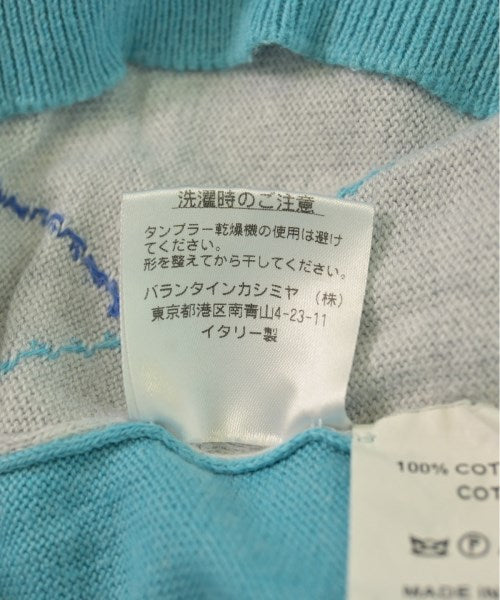 洗濯時のご注意
タンブラー乾燥機の使用は避け
てください。
形を整えてから干してください。
バランタインカシミヤ (株)
東京都港区南青山4-23-11
イタリー製
100% COT
COT
P
MADE IN